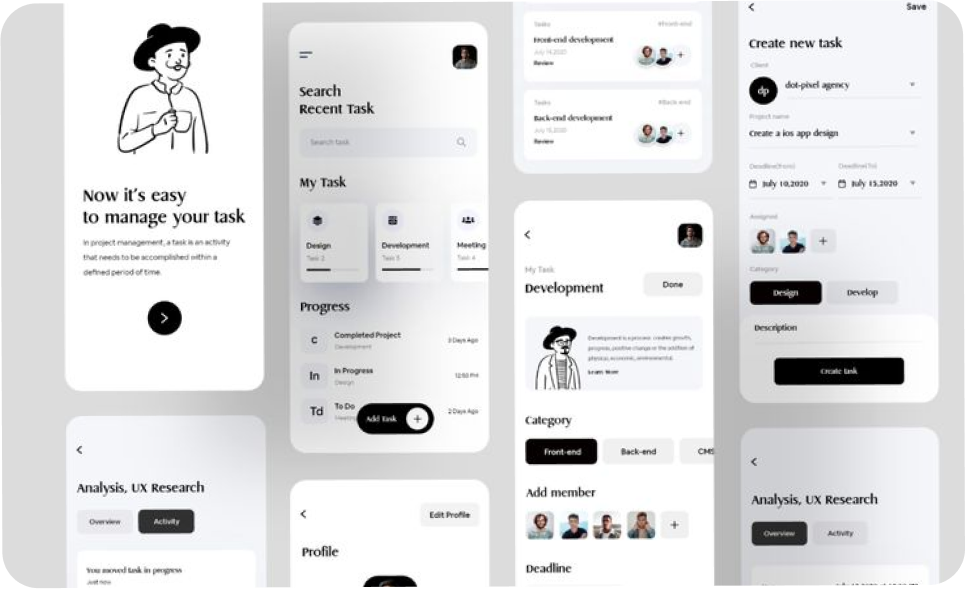 Now it's easy
to manage your task
In project management, a task is an activity
that needs to be accomplished within a
defined period of time.
Analysis, UX Research
Overview
Activity
You moved task in progress
Just now
Search
Recent Task
Search task
My Task
Design
Task 2
Development
Task 5
Meeting
Task 4
Progress
C
Completed Project
Development
3 Days Ago
In
In Progress
Design
12:50 PM
Td
To Do
Meeting
2 Days Ago
Add Task
Edit Profile
Profile
Tasks
#Front-end
Front-end development
July 14,2020
Review
Tasks
#Back-end
Back-end development
Review
My Task
Development
Done
Development is a process creates growth,
progress, positive change or the addition of
physical, economic, environmental.
Learn More
Category
Front-end
Back-end
CMS
Add member
Deadline
Save
Create new task
Client
dp
dot-pixel agency
Project name
Create a ios app design
Deadline(from)
Deadline(To)
July 10,2020
July 15,2020
Assigned
Category
Design
Develop
Description
Create task
Analysis, UX Research
Overview
Activity